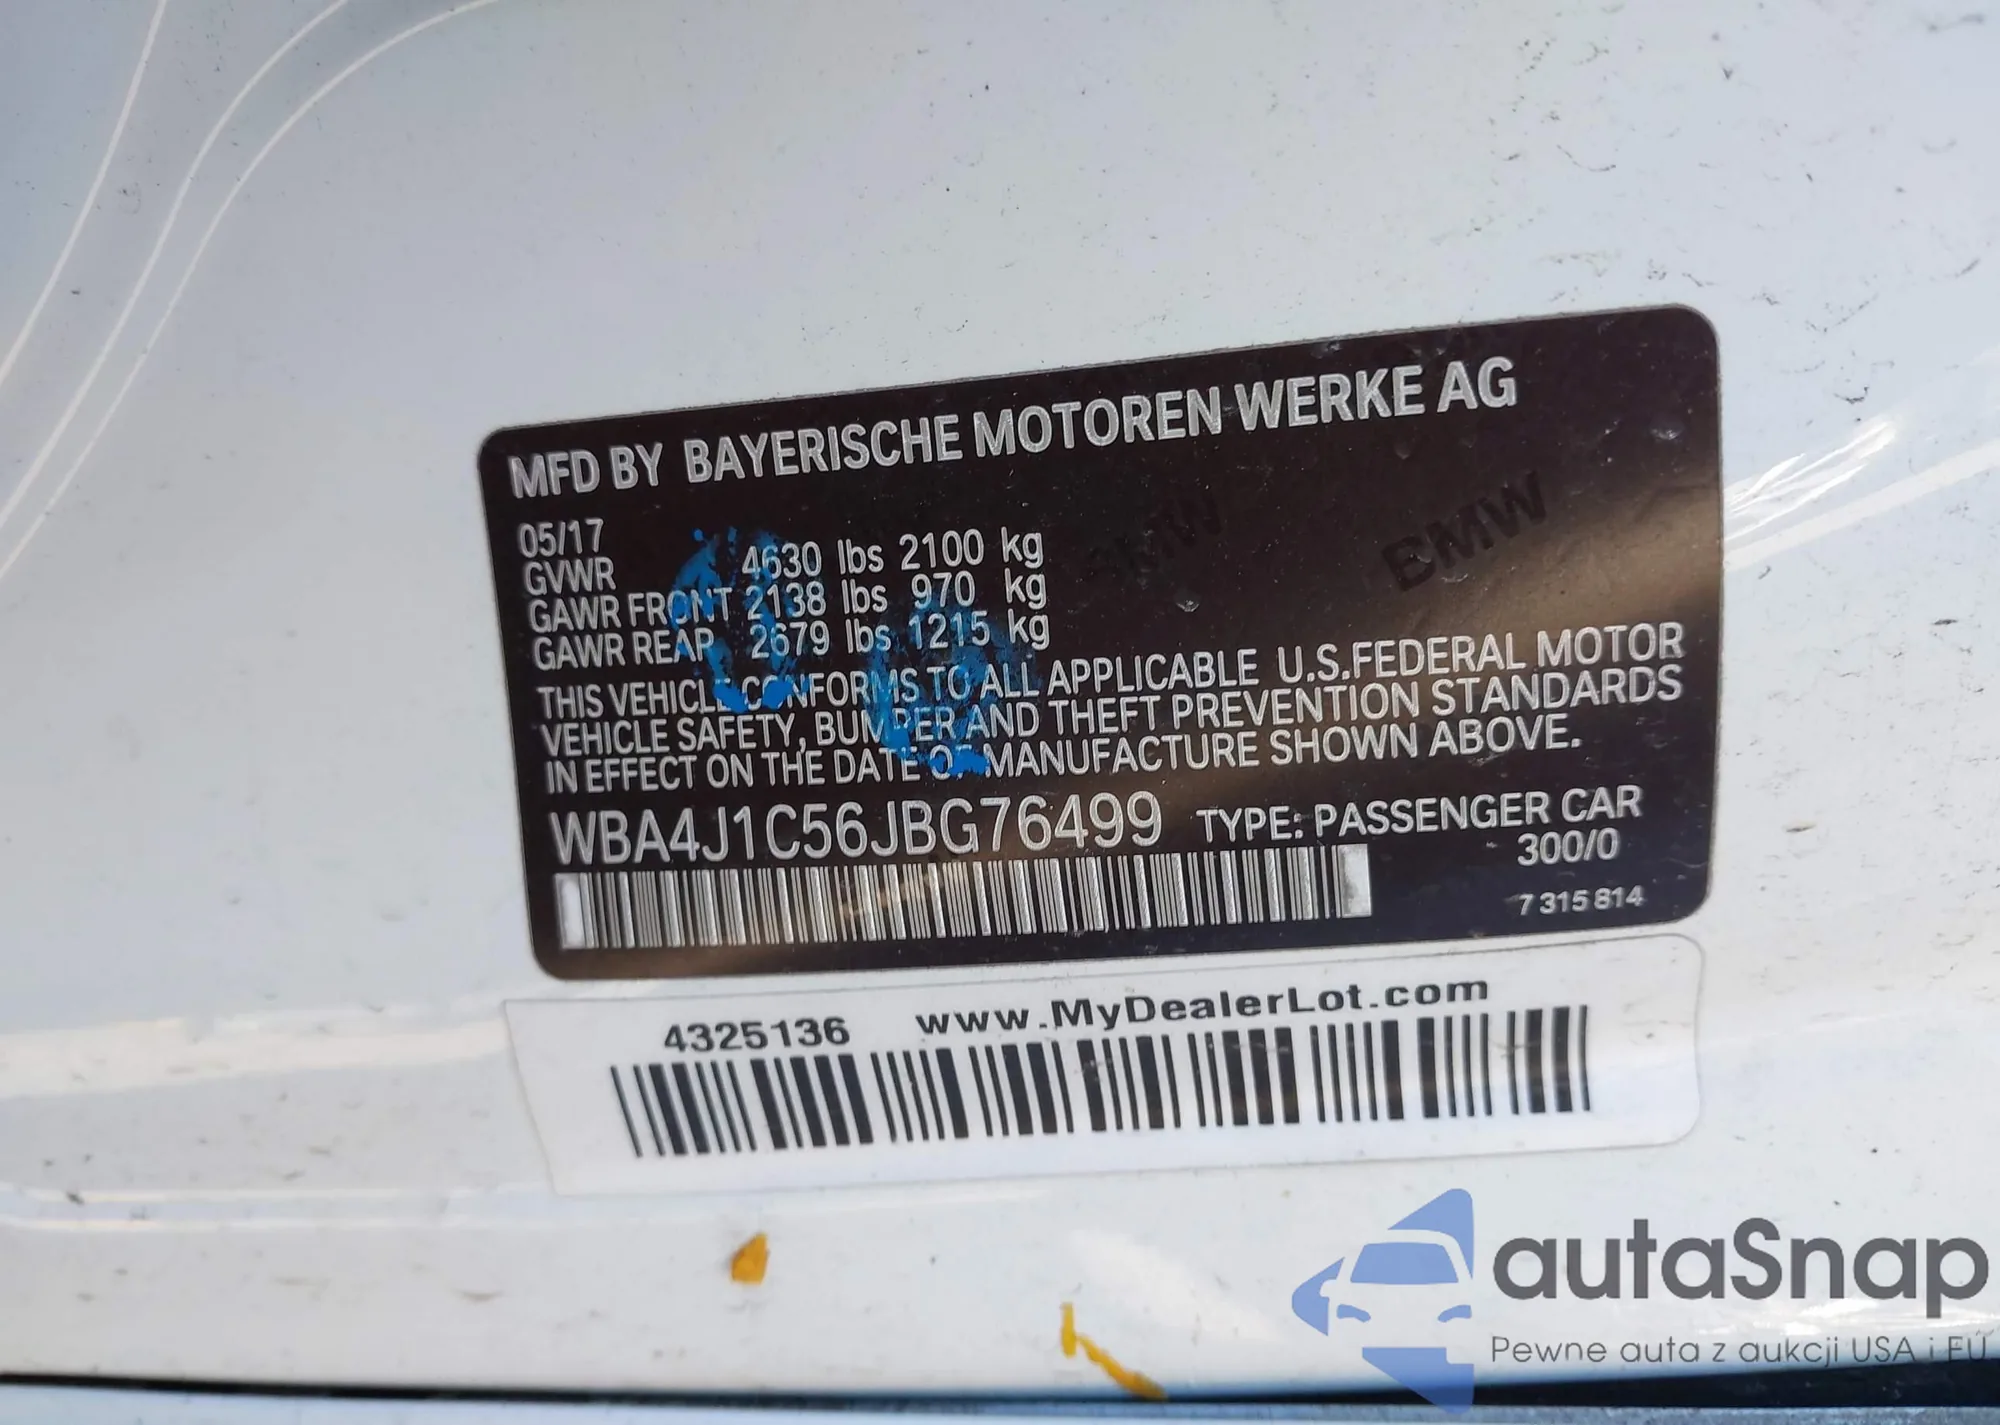 MFD BY BAYERISCHE MOTOREN WERKE AG
05/17
GVWR 4630 lbs 2100 kg
GAWR FRONT 2138 lbs 970 kg
GAWR REAR 2679 lbs 1215 kg
THIS VEHICLE CONFORMS TO ALL APPLICABLE U.S.FEDERAL MOTOR
VEHICLE SAFETY, BUMPER AND THEFT PREVENTION STANDARDS
IN EFFECT ON THE DATE OF MANUFACTURE SHOWN ABOVE.
WBA4J1C56JBG76499 TYPE: PASSENGER CAR
300/0
7 315 814
BMW BMW
4325136 www.MyDealerLot.com
autaSnap
Pewne auta z aukcji USA i EU